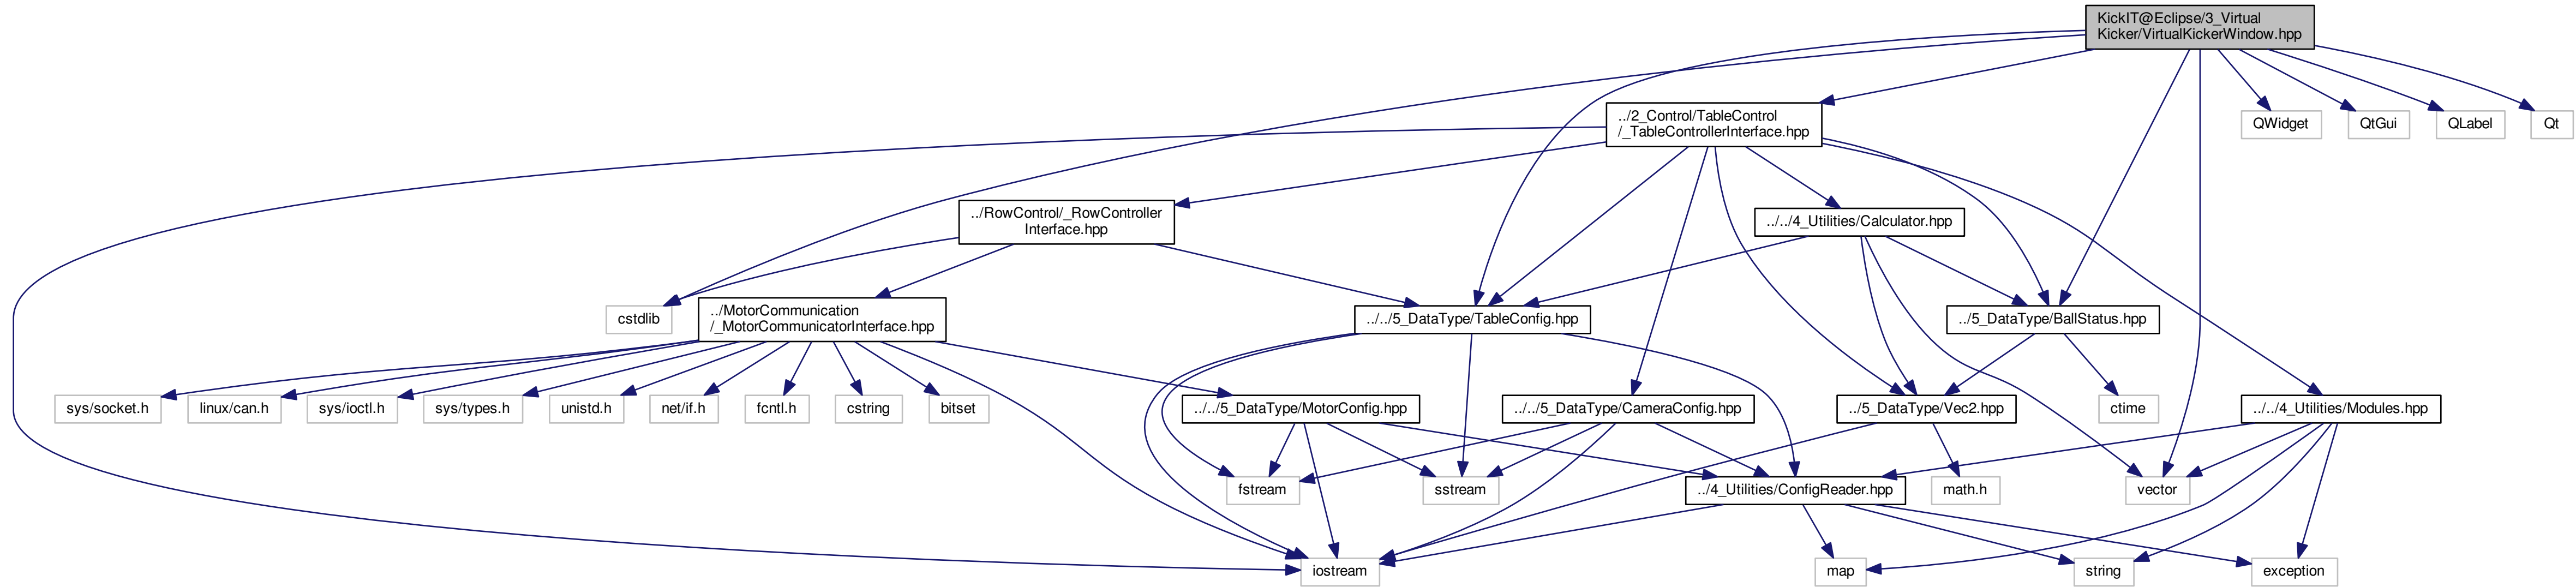 KickIT@Eclipse/3_Virtual
Kicker/VirtualKickerWindow.hpp
../2_Control/TableControl
/_TableControllerInterface.hpp
QWidget
QtGui
QLabel
Qt
../RowControl/_RowController
Interface.hpp
../../4_Utilities/Calculator.hpp
cstdlib
../MotorCommunication
/_MotorCommunicatorInterface.hpp
../../5_DataType/TableConfig.hpp
../5_DataType/BallStatus.hpp
sys/socket.h
linux/can.h
sys/ioctl.h
sys/types.h
unistd.h
net/if.h
fcntl.h
cstring
bitset
../../5_DataType/MotorConfig.hpp
../../5_DataType/CameraConfig.hpp
../5_DataType/Vec2.hpp
ctime
../../4_Utilities/Modules.hpp
fstream
sstream
../4_Utilities/ConfigReader.hpp
math.h
vector
iostream
map
string
exception